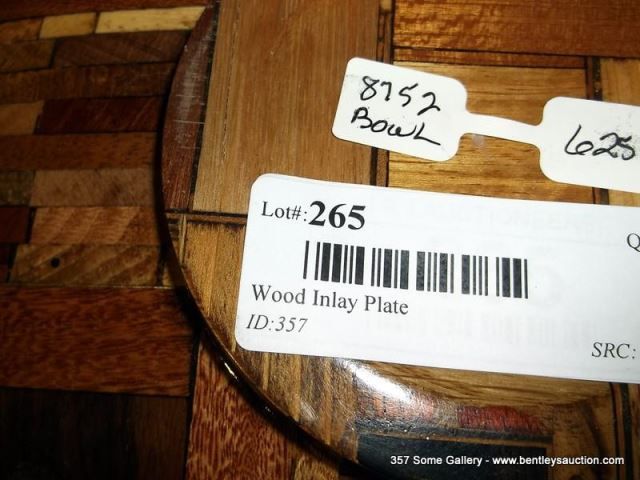 8752
BOWL
625
Lot#:265
Q
Wood Inlay Plate
ID:357
SRC:
357 Some Gallery - www.bentleysauction.com